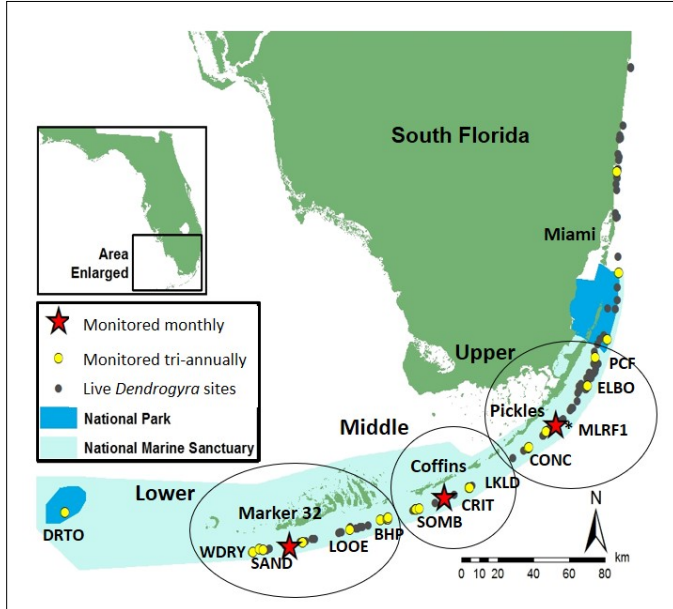 South Florida
Miami
Area
Enlarged
Monitored monthly
Monitored tri-annually
Live Dendrogyra sites
National Park
National Marine Sanctuary
Upper
PCF
ELBO
Pickles
* MLRF1
CONC
Middle
Coffins
LKLD
CRIT
SOMB
Lower
Marker 32
BHP
LOOE
SAND
WDRY
DRTO
N
km
0 5 10 20 40 60 80